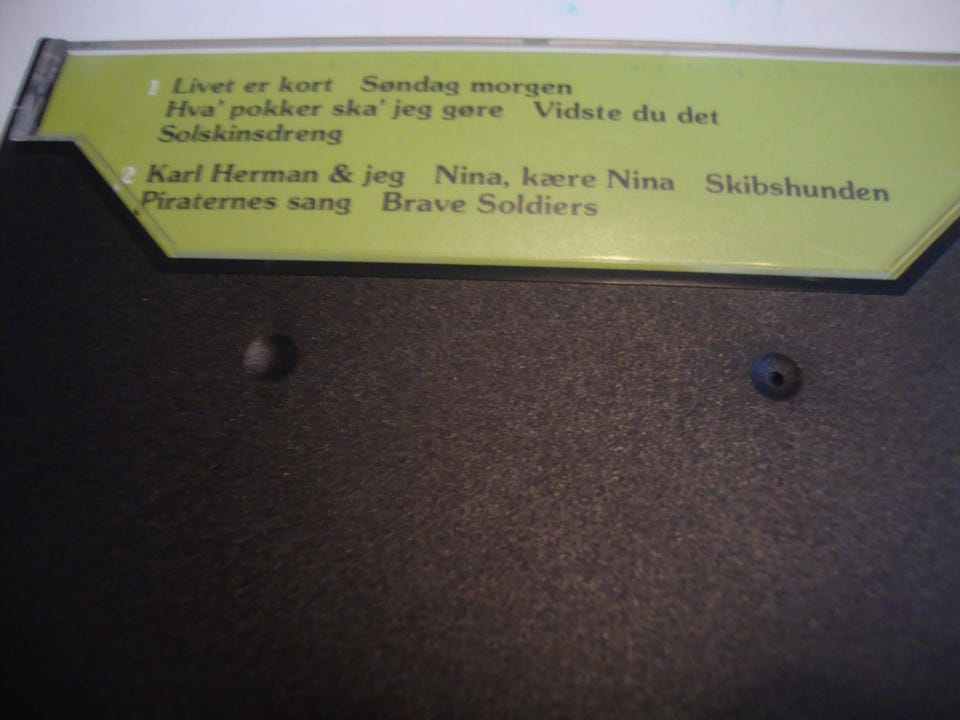 1 Livet er kort Søndag morgen
Hva' pokker ska' jeg gøre Vidste du det
Solskinsdreng
2 Karl Herman & jeg Nina, kære Nina Skibshunden
Piraternes sang Brave Soldiers